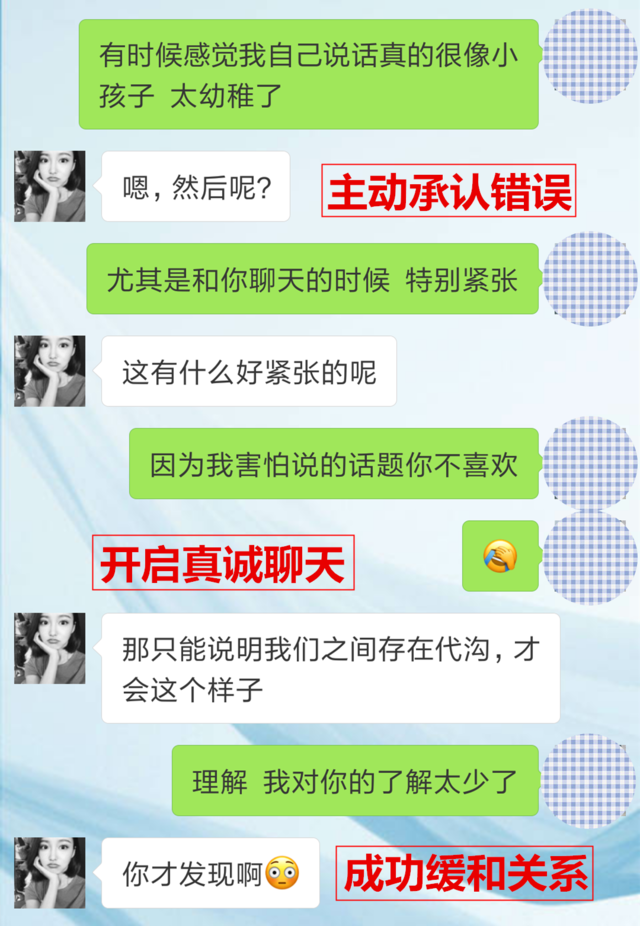 有时候感觉我自己说话真的很像小
孩子 太幼稚了
嗯，然后呢？
主动承认错误
尤其是和你聊天的时候 特别紧张
这有什么好紧张的呢
因为我害怕说的话题你不喜欢
开启真诚聊天
🤦
那只能说明我们之间存在代沟，才
会这个样子
理解 我对你的了解太少了
你才发现啊😳
成功缓和关系